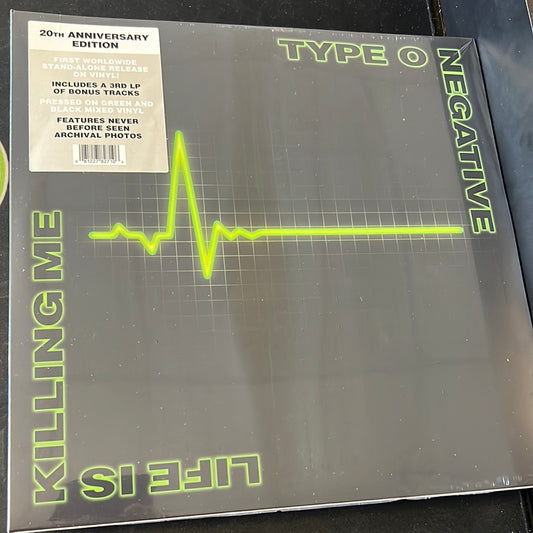 20TH ANNIVERSARY
EDITION
FIRST WORLDWIDE
STAND-ALONE RELEASE
ON VINYL!
INCLUDES A 3RD LP
OF BONUS TRACKS
PRESSED ON GREEN AND
BLACK MIXED VINYL
FEATURES NEVER
BEFORE SEEN
ARCHIVAL PHOTOS
TYPE O
NEGATIVE
LIFE IS
KILLING ME